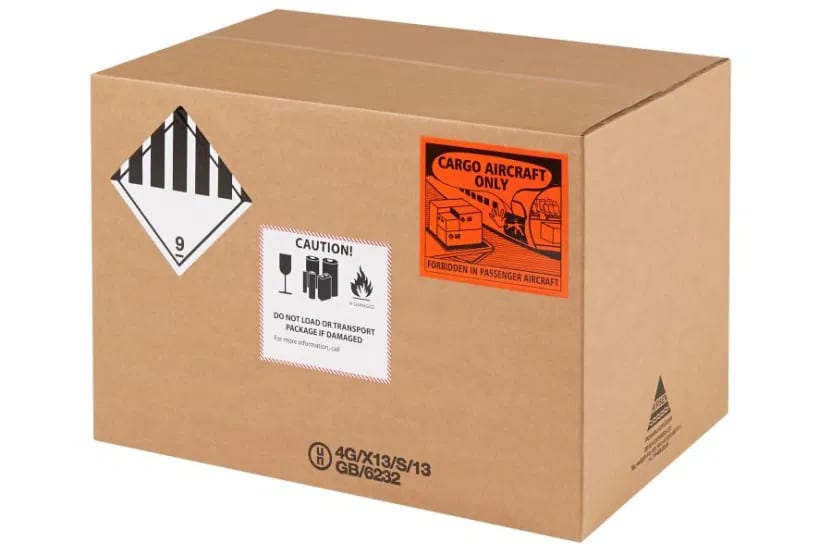 9
CAUTION!
IF DAMAGED
DO NOT LOAD OR TRANSPORT
PACKAGE IF DAMAGED
For more information, call
CARGO AIRCRAFT
ONLY
FORBIDDEN IN PASSENGER AIRCRAFT
un
4G/X13/S/13
GB/6232